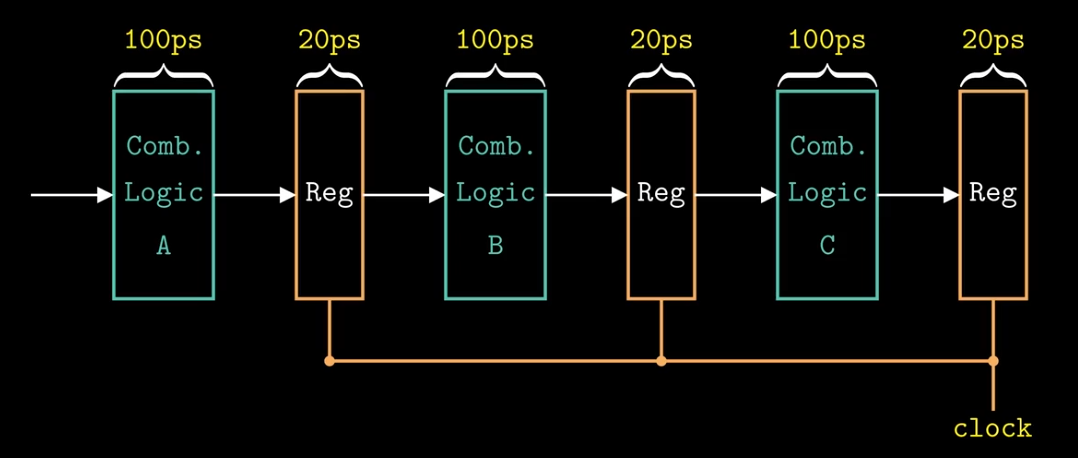 100ps
20ps
100ps
20ps
100ps
20ps
Comb.
Logic
A
Reg
Comb.
Logic
B
Reg
Comb.
Logic
C
Reg
clock